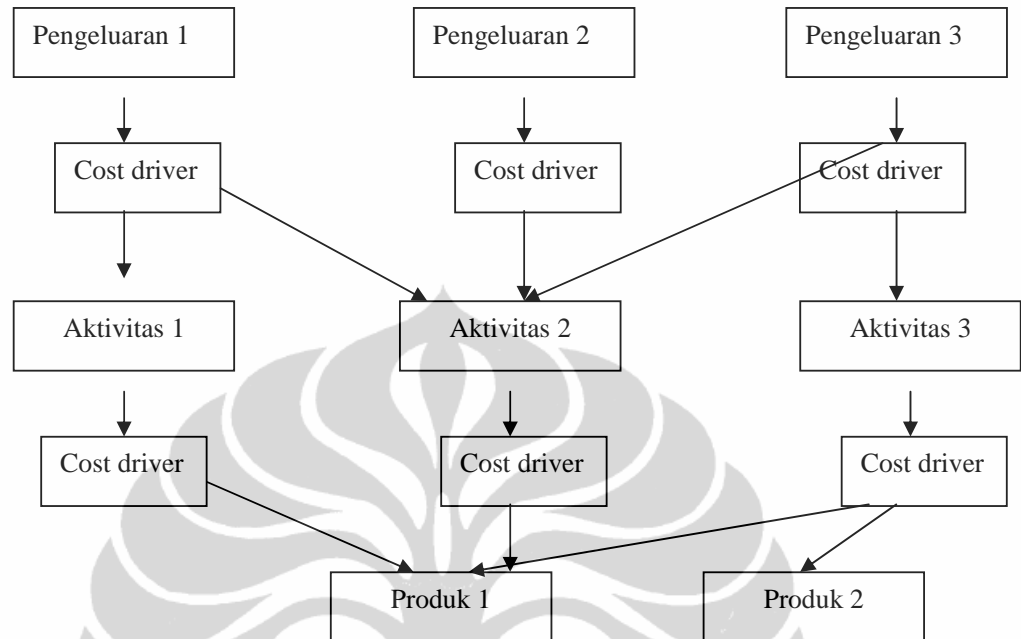 Pengeluaran 1
Pengeluaran 2
Pengeluaran 3
Cost driver
Cost driver
Cost driver
Aktivitas 1
Aktivitas 2
Aktivitas 3
Cost driver
Cost driver
Cost driver
Produk 1
Produk 2